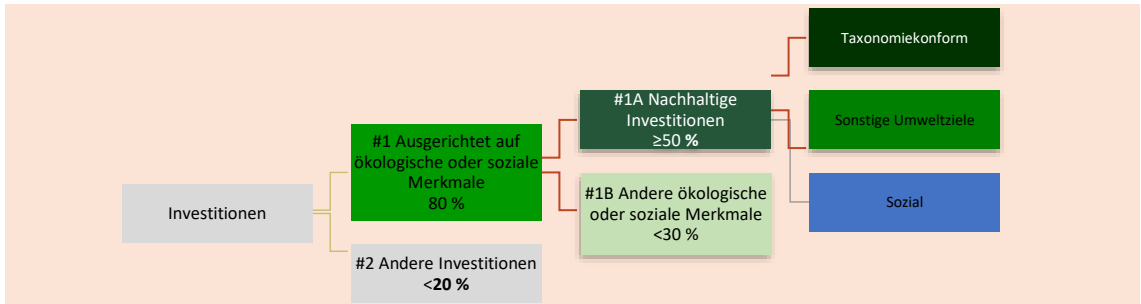 Investitionen
#1 Ausgerichtet auf
ökologische oder soziale
Merkmale
80 %
#2 Andere Investitionen
<20 %
#1A Nachhaltige
Investitionen
≥50 %
#1B Andere ökologische
oder soziale Merkmale
<30 %
Taxonomiekonform
Sonstige Umweltziele
Sozial